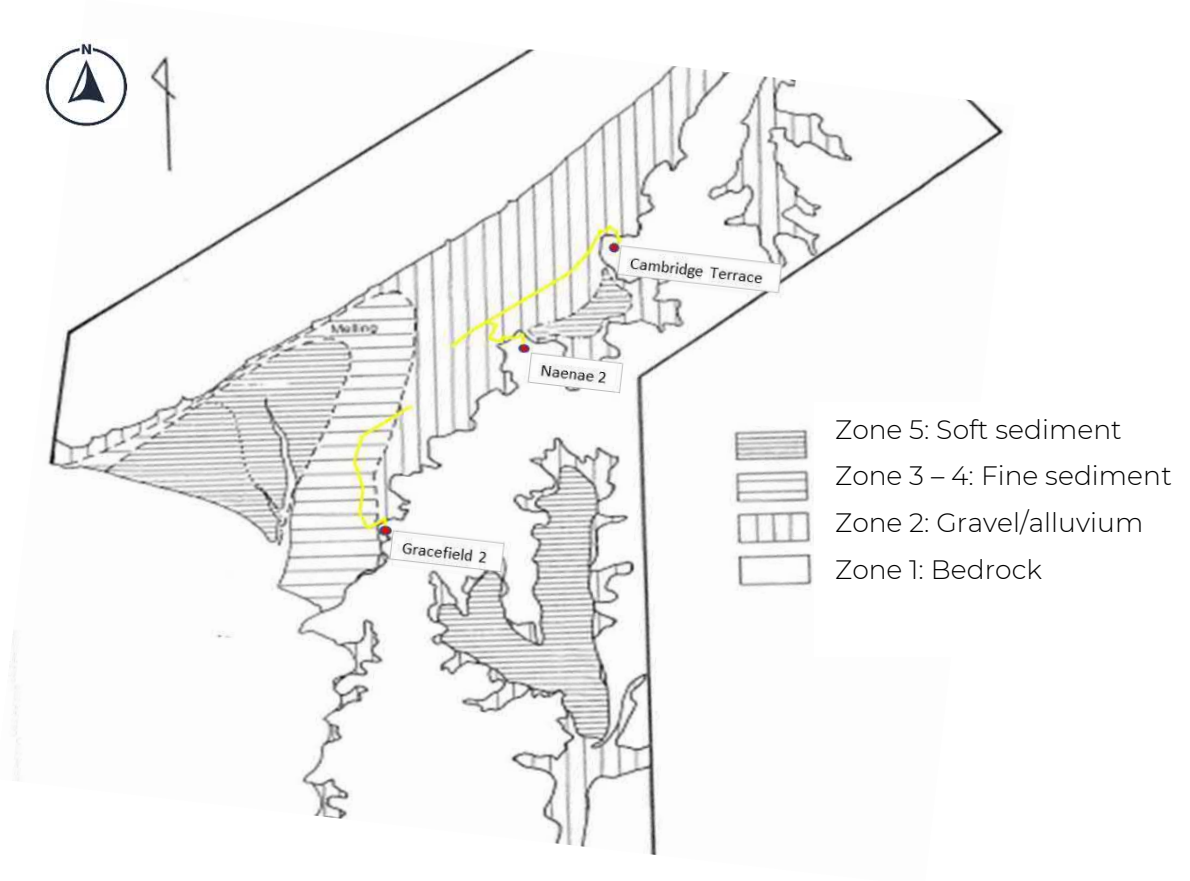 N
Melling
Cambridge Terrace
Naenae 2
Gracefield 2
Zone 5: Soft sediment
Zone 3 – 4: Fine sediment
Zone 2: Gravel/alluvium
Zone 1: Bedrock